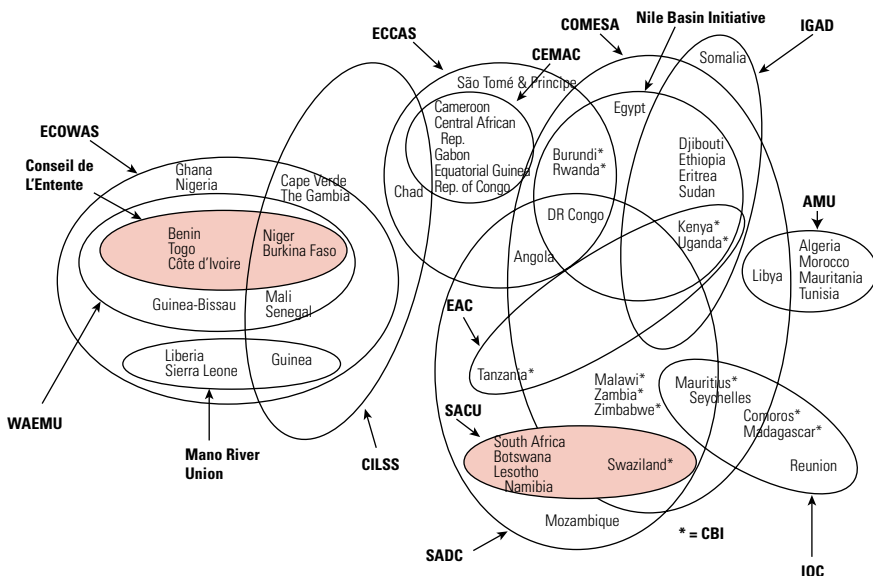 ECCAS
COMESA
Nile Basin Initiative
IGAD
CEMAC
Somalia
São Tomé & Principe
Cameroon
Central African
Rep.
Gabon
Equatorial Guinea
Rep. of Congo
Egypt
ECOWAS
Conseil de
L'Entente
Ghana
Nigeria
Cape Verde
The Gambia
Chad
Burundi*
Rwanda*
Djibouti
Ethiopia
Eritrea
Sudan
AMU
Benin
Togo
Côte d'Ivoire
Niger
Burkina Faso
DR Congo
Kenya*
Uganda*
Angola
Libya
Algeria
Morocco
Mauritania
Tunisia
Guinea-Bissau
Mali
Senegal
EAC
Liberia
Sierra Leone
Guinea
Tanzania*
Malawi*
Zambia*
Zimbabwe*
Mauritius*
Seychelles
Comoros*
Madagascar*
Reunion
WAEMU
Mano River
Union
CILSS
SACU
South Africa
Botswana
Lesotho
Namibia
Swaziland*
Mozambique
* = CBI
SADC
IOC